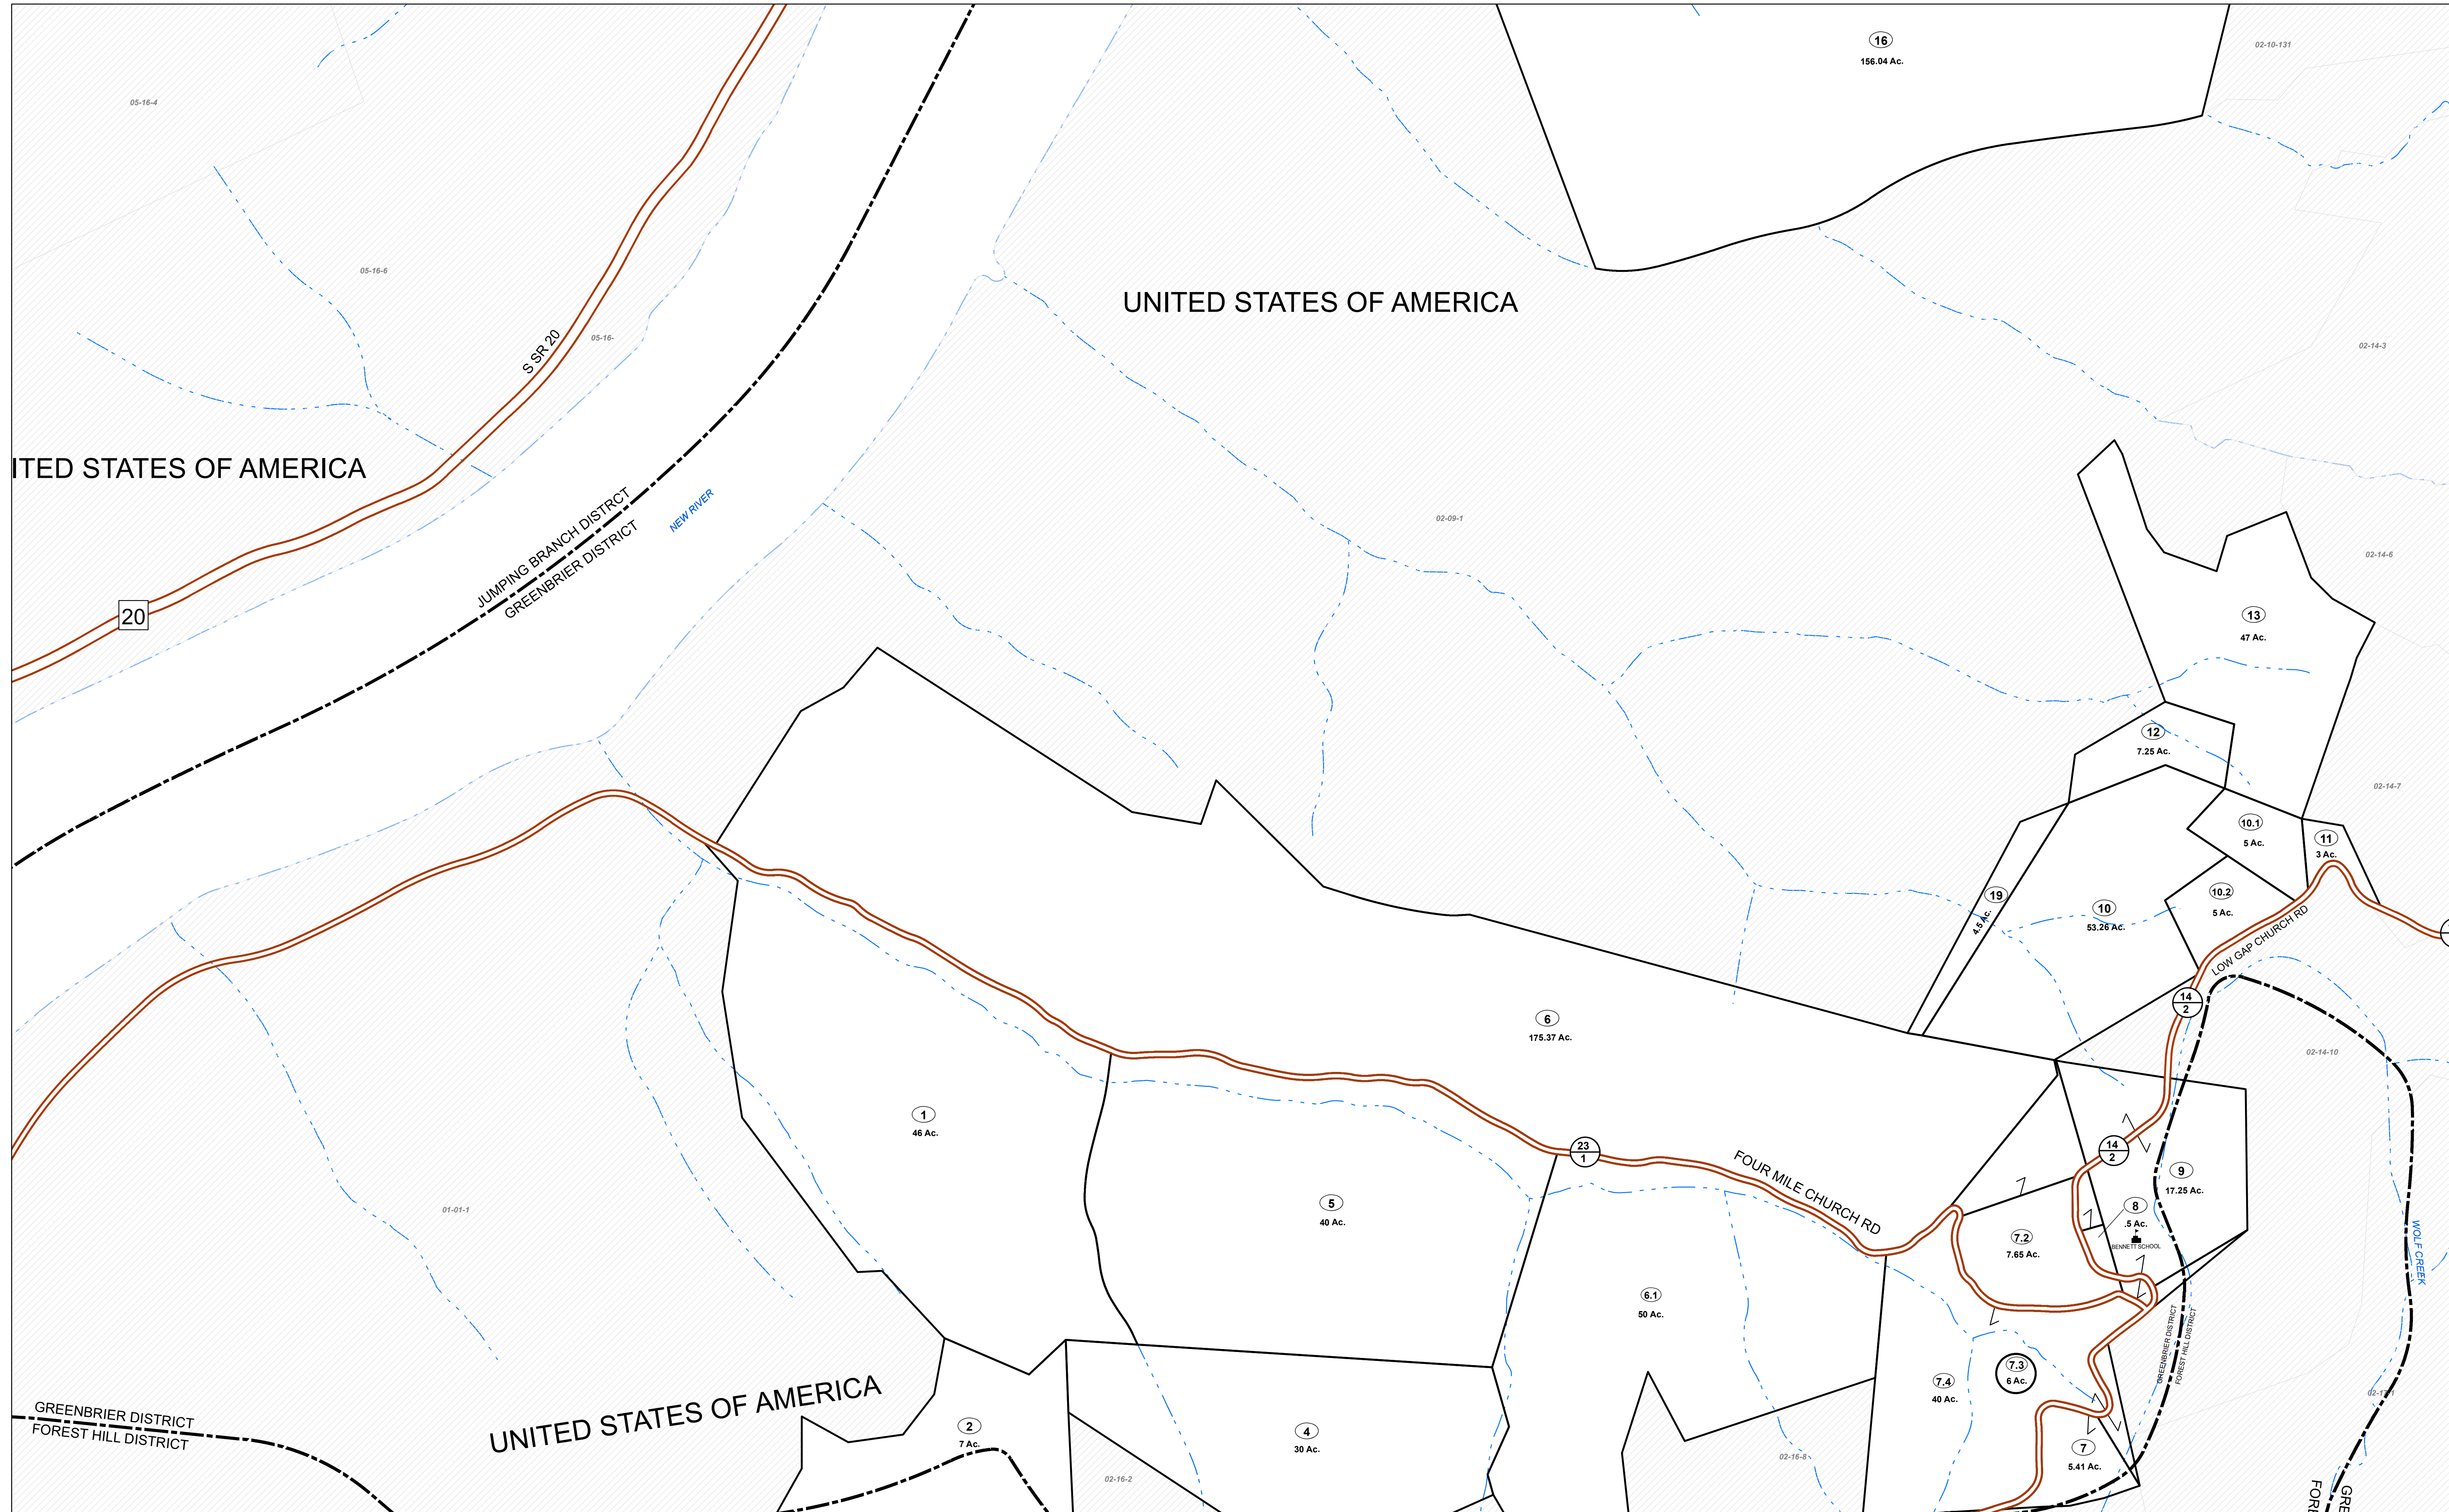 16
156.04 Ac.
02-10-131
05-16-4
05-16-6
UNITED STATES OF AMERICA
05-16-
S SR 20
02-14-3
ITED STATES OF AMERICA
JUMPING BRANCH DISTRCT
GREENBRIER DISTRICT
NEW RIVER
02-09-1
02-14-6
20
13
47 Ac.
12
7.25 Ac.
02-14-7
10.1
5 Ac.
11
3 Ac.
19
4.5 Ac.
10
53.26 Ac.
10.2
5 Ac.
LOW GAP CHURCH RD
14
2
6
175.37 Ac.
02-14-10
1
46 Ac.
23
1
14
2
FOUR MILE CHURCH RD
9
17.25 Ac.
5
40 Ac.
01-01-1
8
.5 Ac.
BENNETT SCHOOL
7.2
7.65 Ac.
WOLF CREEK
6.1
50 Ac.
GREENBRIER DISTRICT
FOREST HILL DISTRICT
7.3
6 Ac.
7.4
40 Ac.
UNITED STATES OF AMERICA
GREENBRIER DISTRICT
FOREST HILL DISTRICT
2
7 Ac.
4
30 Ac.
02-16-2
02-16-8
7
5.41 Ac.
02-17-1
FORE
GRE